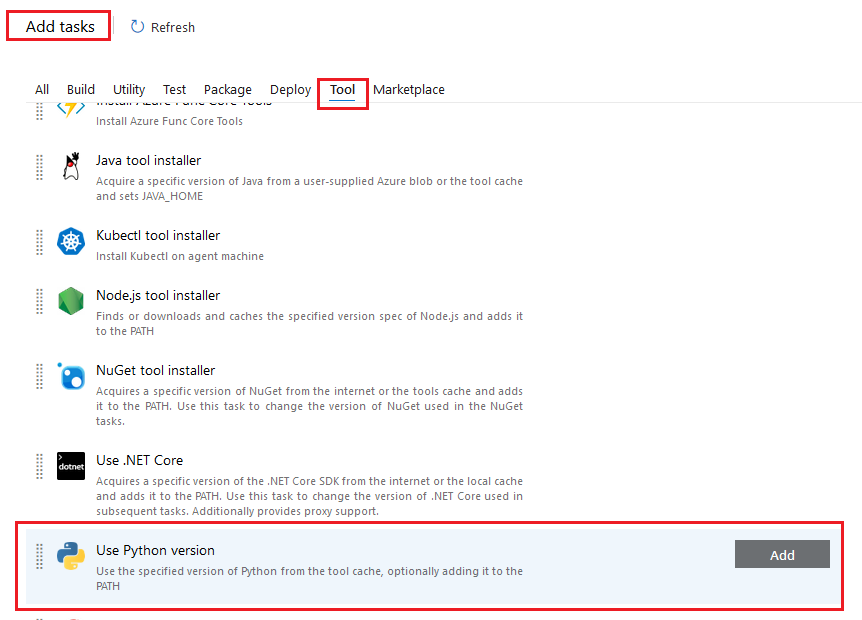 Add tasks
Refresh
All Build Utility Test Package Deploy Tool Marketplace
Install Azure Func Core Tools
Install Azure Func Core Tools
Java tool installer
Acquire a specific version of Java from a user-supplied Azure blob or the tool cache
and sets JAVA_HOME
Kubectl tool installer
Install Kubectl on agent machine
Node.js tool installer
Finds or downloads and caches the specified version spec of Node.js and adds it
to the PATH
NuGet tool installer
Acquires a specific version of NuGet from the internet or the tools cache and adds
it to the PATH. Use this task to change the version of NuGet used in the NuGet
tasks.
dotnet
Use .NET Core
Acquires a specific version of the .NET Core SDK from the internet or the local cache
and adds it to the PATH. Use this task to change the version of .NET Core used in
subsequent tasks. Additionally provides proxy support.
Use Python version
Add
Use the specified version of Python from the tool cache, optionally adding it to the
PATH